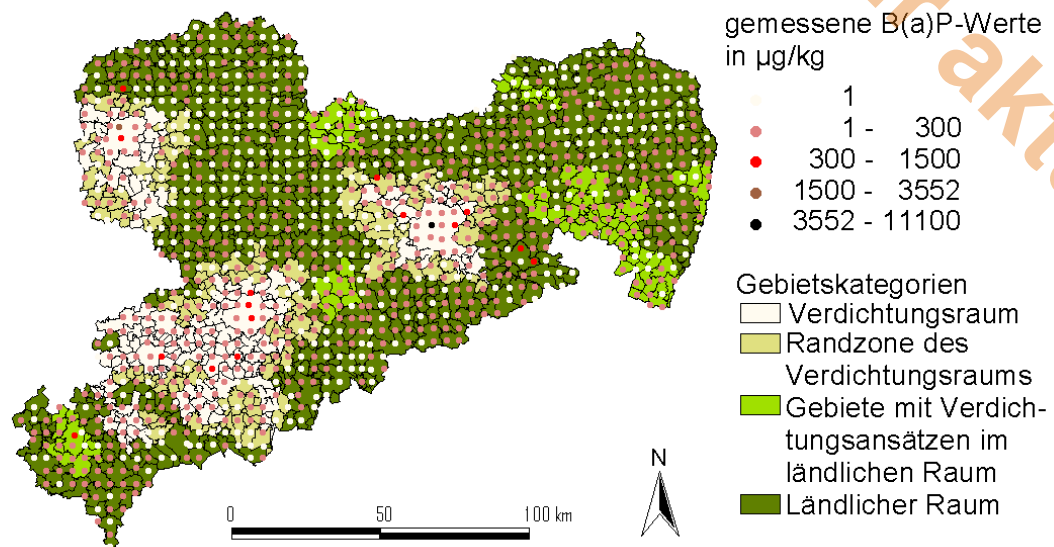 gemessene B(a)P-Werte
in µg/kg
1
1 - 300
300 - 1500
1500 - 3552
3552 - 11100
Gebietskategorien
Verdichtungsraum
Randzone des
Verdichtungsraums
Gebiete mit Verdich-
tungsansätzen im
ländlichen Raum
Ländlicher Raum
N
0 50 100 km